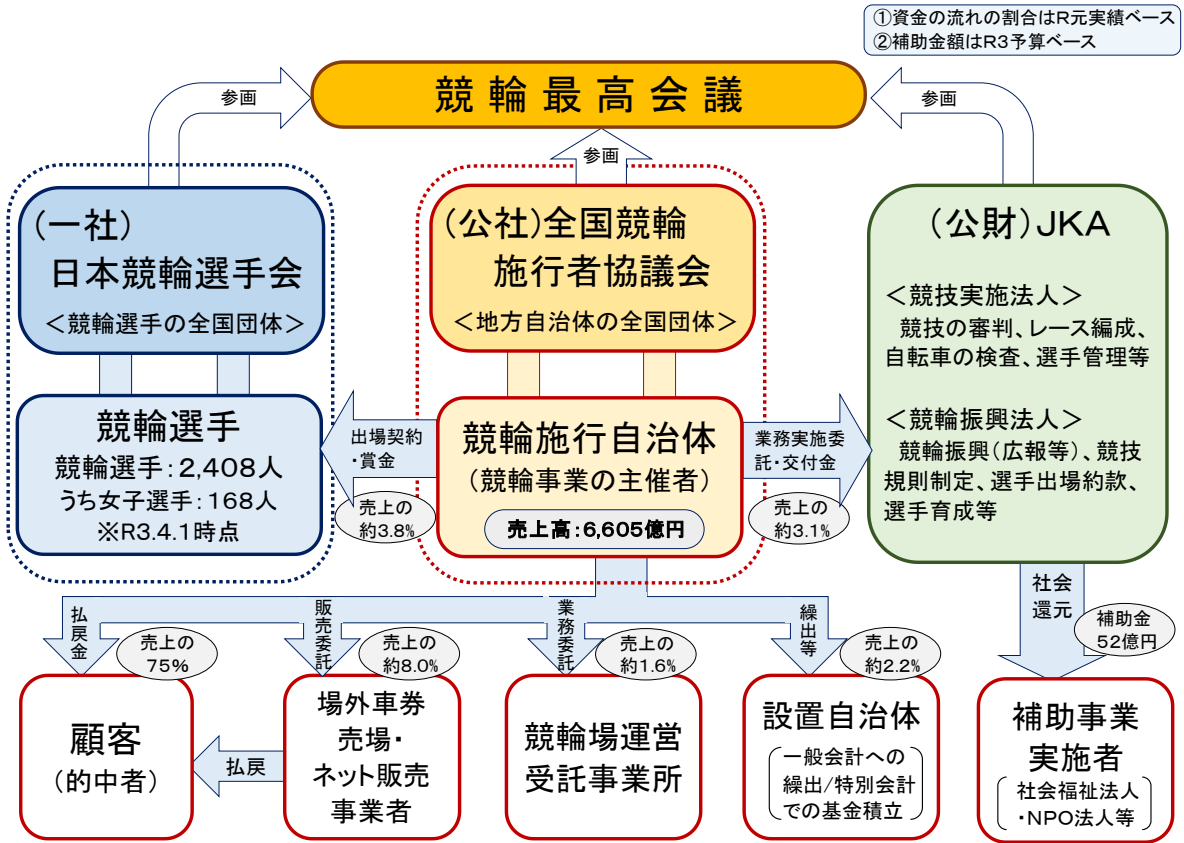 ①資金の流れの割合はR元実績ベース
②補助金額はR3予算ベース
競輪最高会議
参画
参画
参画
(一社)
日本競輪選手会
<競輪選手の全国団体>
(公社)全国競輪
施行者協議会
<地方自治体の全国団体>
(公財)JKA
<競技実施法人>
競技の審判、レース編成、
自転車の検査、選手管理等
<競輪振興法人>
競輪振興(広報等)、競技
規則制定、選手出場約款、
選手育成等
競輪選手
競輪選手:2,408人
うち女子選手:168人
※R3.4.1時点
出場契約
・賞金
売上の
約3.8%
競輪施行自治体
(競輪事業の主催者)
売上高:6,605億円
業務実施委
託・交付金
売上の
約3.1%
払戻金
売上の
75%
販売委託
売上の
約8.0%
業務委託
売上の
約1.6%
繰出等
売上の
約2.2%
社会
還元
補助金
52億円
顧客
(的中者)
払戻
場外車券
売場・
ネット販売
事業者
競輪場運営
受託事業所
設置自治体
一般会計への
繰出/特別会計
での基金積立
補助事業
実施者
社会福祉法人
・NPO法人等